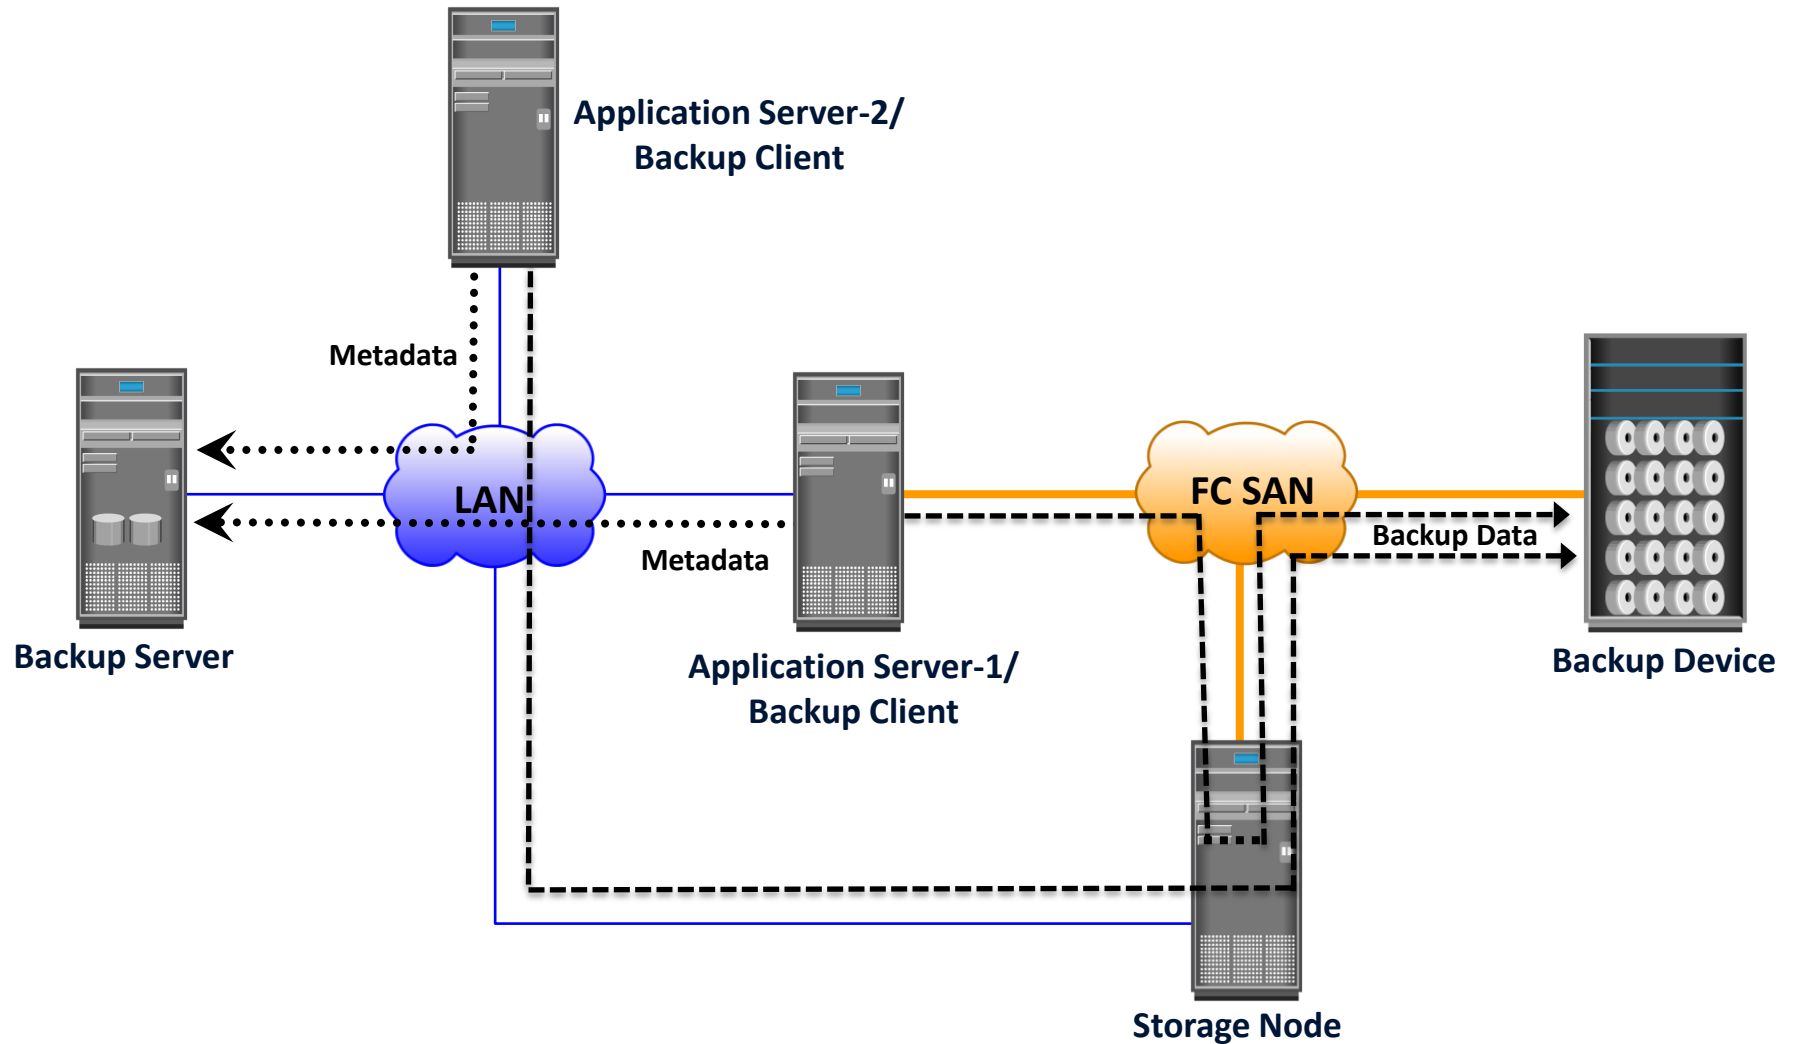 Application Server-2/
Backup Client
Metadata
LAN
FC SAN
Backup Data
Metadata
Backup Server
Application Server-1/
Backup Client
Backup Device
Storage Node